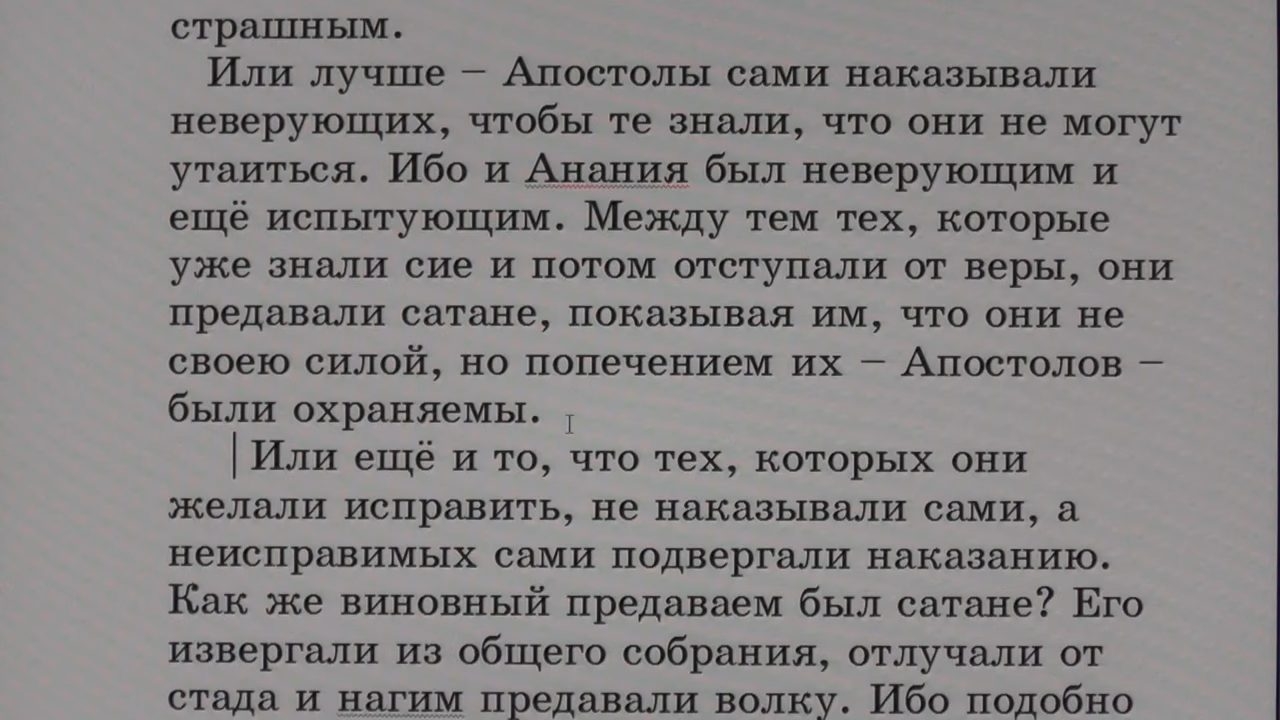 страшным.
Или лучше – Апостолы сами наказывали
неверующих, чтобы те знали, что они не могут
утаиться. Ибо и Анания был неверующим и
ещё испытующим. Между тем тех, которые
уже знали сие и потом отступали от веры, они
предавали сатане, показывая им, что они не
своею силой, но попечением их – Апостолов –
были охраняемы.
Или ещё и то, что тех, которых они
желали исправить, не наказывали сами, а
неисправимых сами подвергали наказанию.
Как же виновный предаваем был сатане? Его
извергали из общего собрания, отлучали от
стада и нагим предавали волку. Ибо подобно